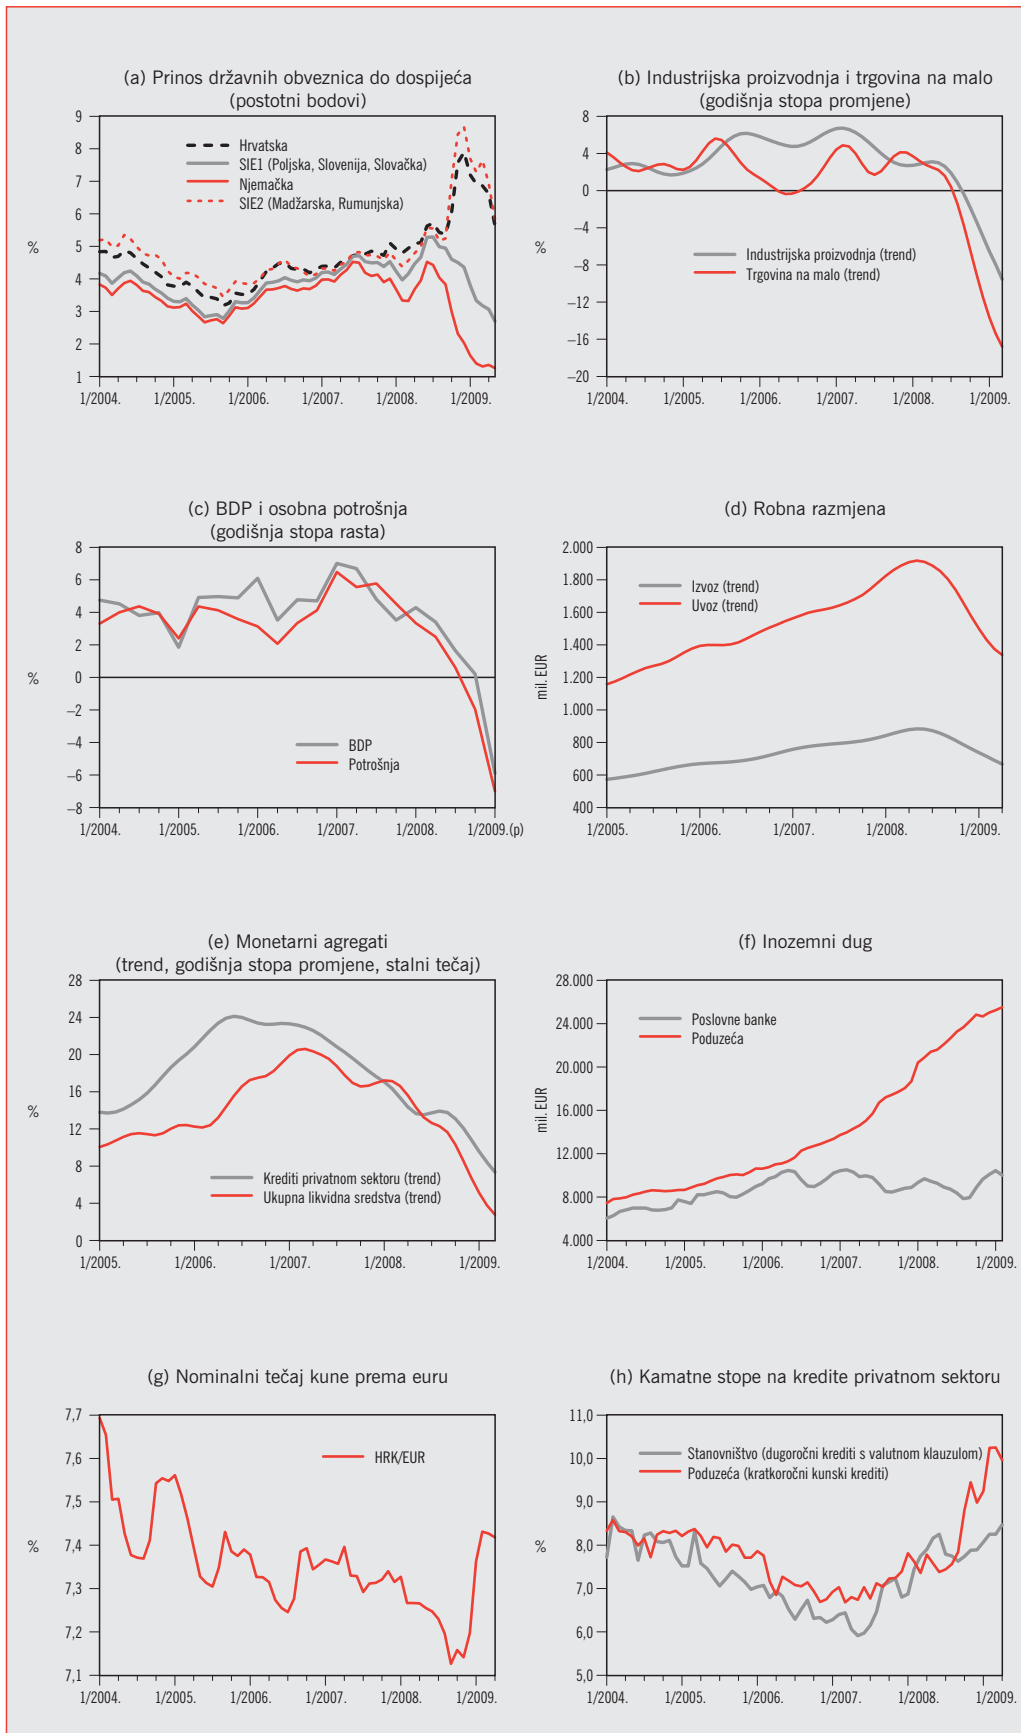 (a) Prinos državnih obveznica do dospijeća
(postotni bodovi)
9
8
7
6
5
4
3
2
1
%
Hrvatska
SIE1 (Poljska, Slovenija, Slovačka)
Njemačka
SIE2 (Madžarska, Rumunjska)
1/2004. 1/2005. 1/2006. 1/2007. 1/2008. 1/2009.
(b) Industrijska proizvodnja i trgovina na malo
(godišnja stopa promjene)
8
4
0
–4
–8
–12
–16
–20
%
Industrijska proizvodnja (trend)
Trgovina na malo (trend)
1/2004. 1/2005. 1/2006. 1/2007. 1/2008. 1/2009.
(c) BDP i osobna potrošnja
(godišnja stopa rasta)
8
6
4
2
0
–2
–4
–6
–8
%
BDP
Potrošnja
1/2004. 1/2005. 1/2006. 1/2007. 1/2008. 1/2009.(p)
(d) Robna razmjena
2.000
1.800
1.600
1.400
1.200
1.000
800
600
400
mil. EUR
Izvoz (trend)
Uvoz (trend)
1/2005. 1/2006. 1/2007. 1/2008. 1/2009.
(e) Monetarni agregati
(trend, godišnja stopa promjene, stalni tečaj)
28
24
20
16
12
8
4
0
%
Krediti privatnom sektoru (trend)
Ukupna likvidna sredstva (trend)
1/2005. 1/2006. 1/2007. 1/2008. 1/2009.
(f) Inozemni dug
28.000
24.000
20.000
16.000
12.000
8.000
4.000
mil. EUR
Poslovne banke
Poduzeća
1/2004. 1/2005. 1/2006. 1/2007. 1/2008. 1/2009.
(g) Nominalni tečaj kune prema euru
7,7
7,6
7,5
7,4
7,3
7,2
7,1
%
HRK/EUR
1/2004. 1/2005. 1/2006. 1/2007. 1/2008. 1/2009.
(h) Kamatne stope na kredite privatnom sektoru
11,0
10,0
9,0
8,0
7,0
6,0
5,0
%
Stanovništvo (dugoročni krediti s valutnom klauzulom)
Poduzeća (kratkoročni kunski krediti)
1/2004. 1/2005. 1/2006. 1/2007. 1/2008. 1/2009.